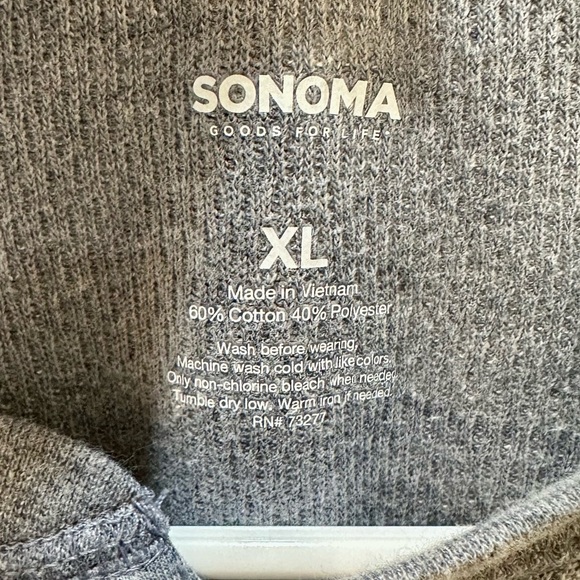 SONOMA
GOODS FOR LIFE
XL
Made in Vietnam
60% Cotton 40% Polyester
Wash before wearing.
Machine wash cold with like colors.
Only non-chlorine bleach when needed.
Tumble dry low. Warm iron if needed.
RN# 73277